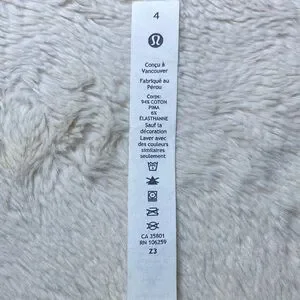 4
Conçu à
Vancouver
Fabriqué au
Pérou
Corps:
94% COTON
PIMA
6%
ÉLASTHANNE
Sauf la
décoration
Laver avec
des couleurs
similaires
seulement
CA 35801
RN 106259
Z3